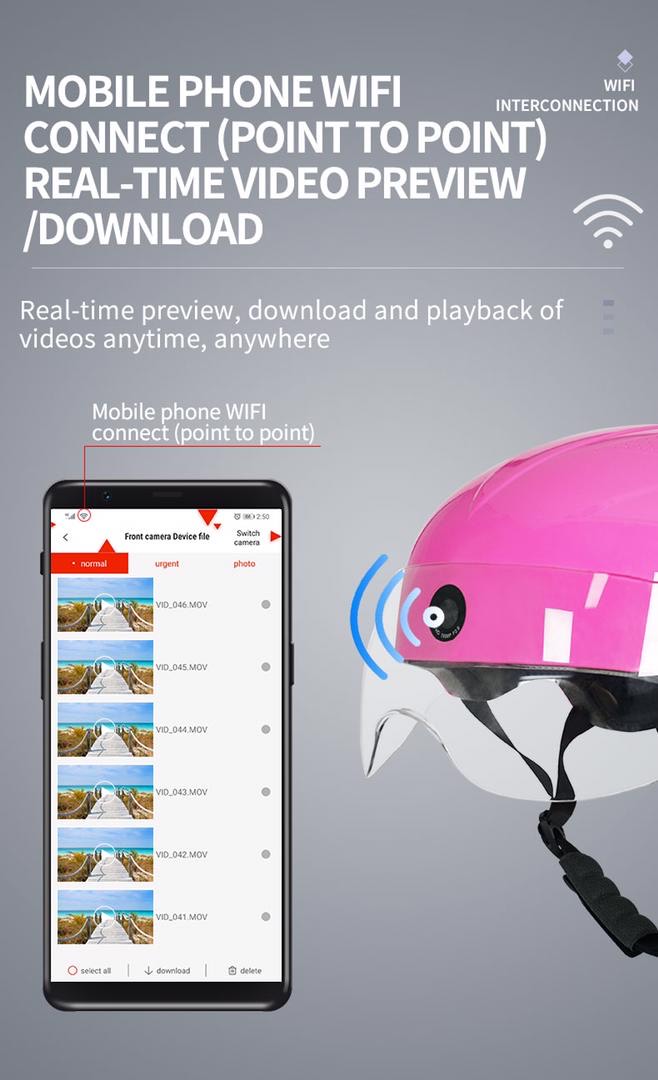 WIFI
INTERCONNECTION
MOBILE PHONE WIFI
CONNECT (POINT TO POINT)
REAL-TIME VIDEO PREVIEW
/DOWNLOAD
Real-time preview, download and playback of
videos anytime, anywhere
Mobile phone WIFI
connect (point to point)
2:50
Front camera Device file
Switch
camera
normal
urgent
photo
VID_046.MOV
VID_045.MOV
VID_044.MOV
VID_043.MOV
VID_042.MOV
VID_041.MOV
select all
download
delete